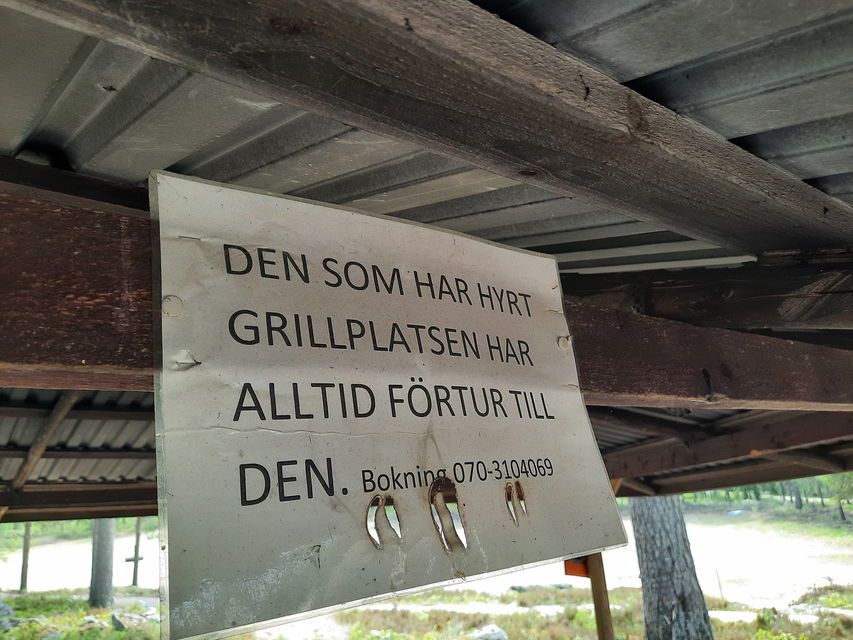 DEN SOM HAR HYRT
GRILLPLATSEN HAR
ALLTID FÖRTUR TILL
DEN. Bokning 070-3104069